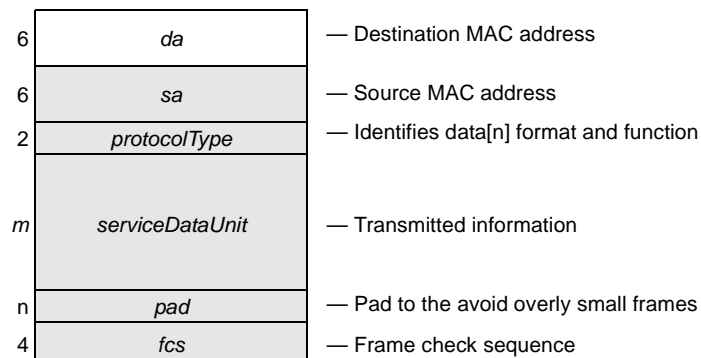 6 da — Destination MAC address
6 sa — Source MAC address
2 protocolType — Identifies data[n] format and function
m serviceDataUnit — Transmitted information
n pad — Pad to the avoid overly small frames
4 fcs — Frame check sequence